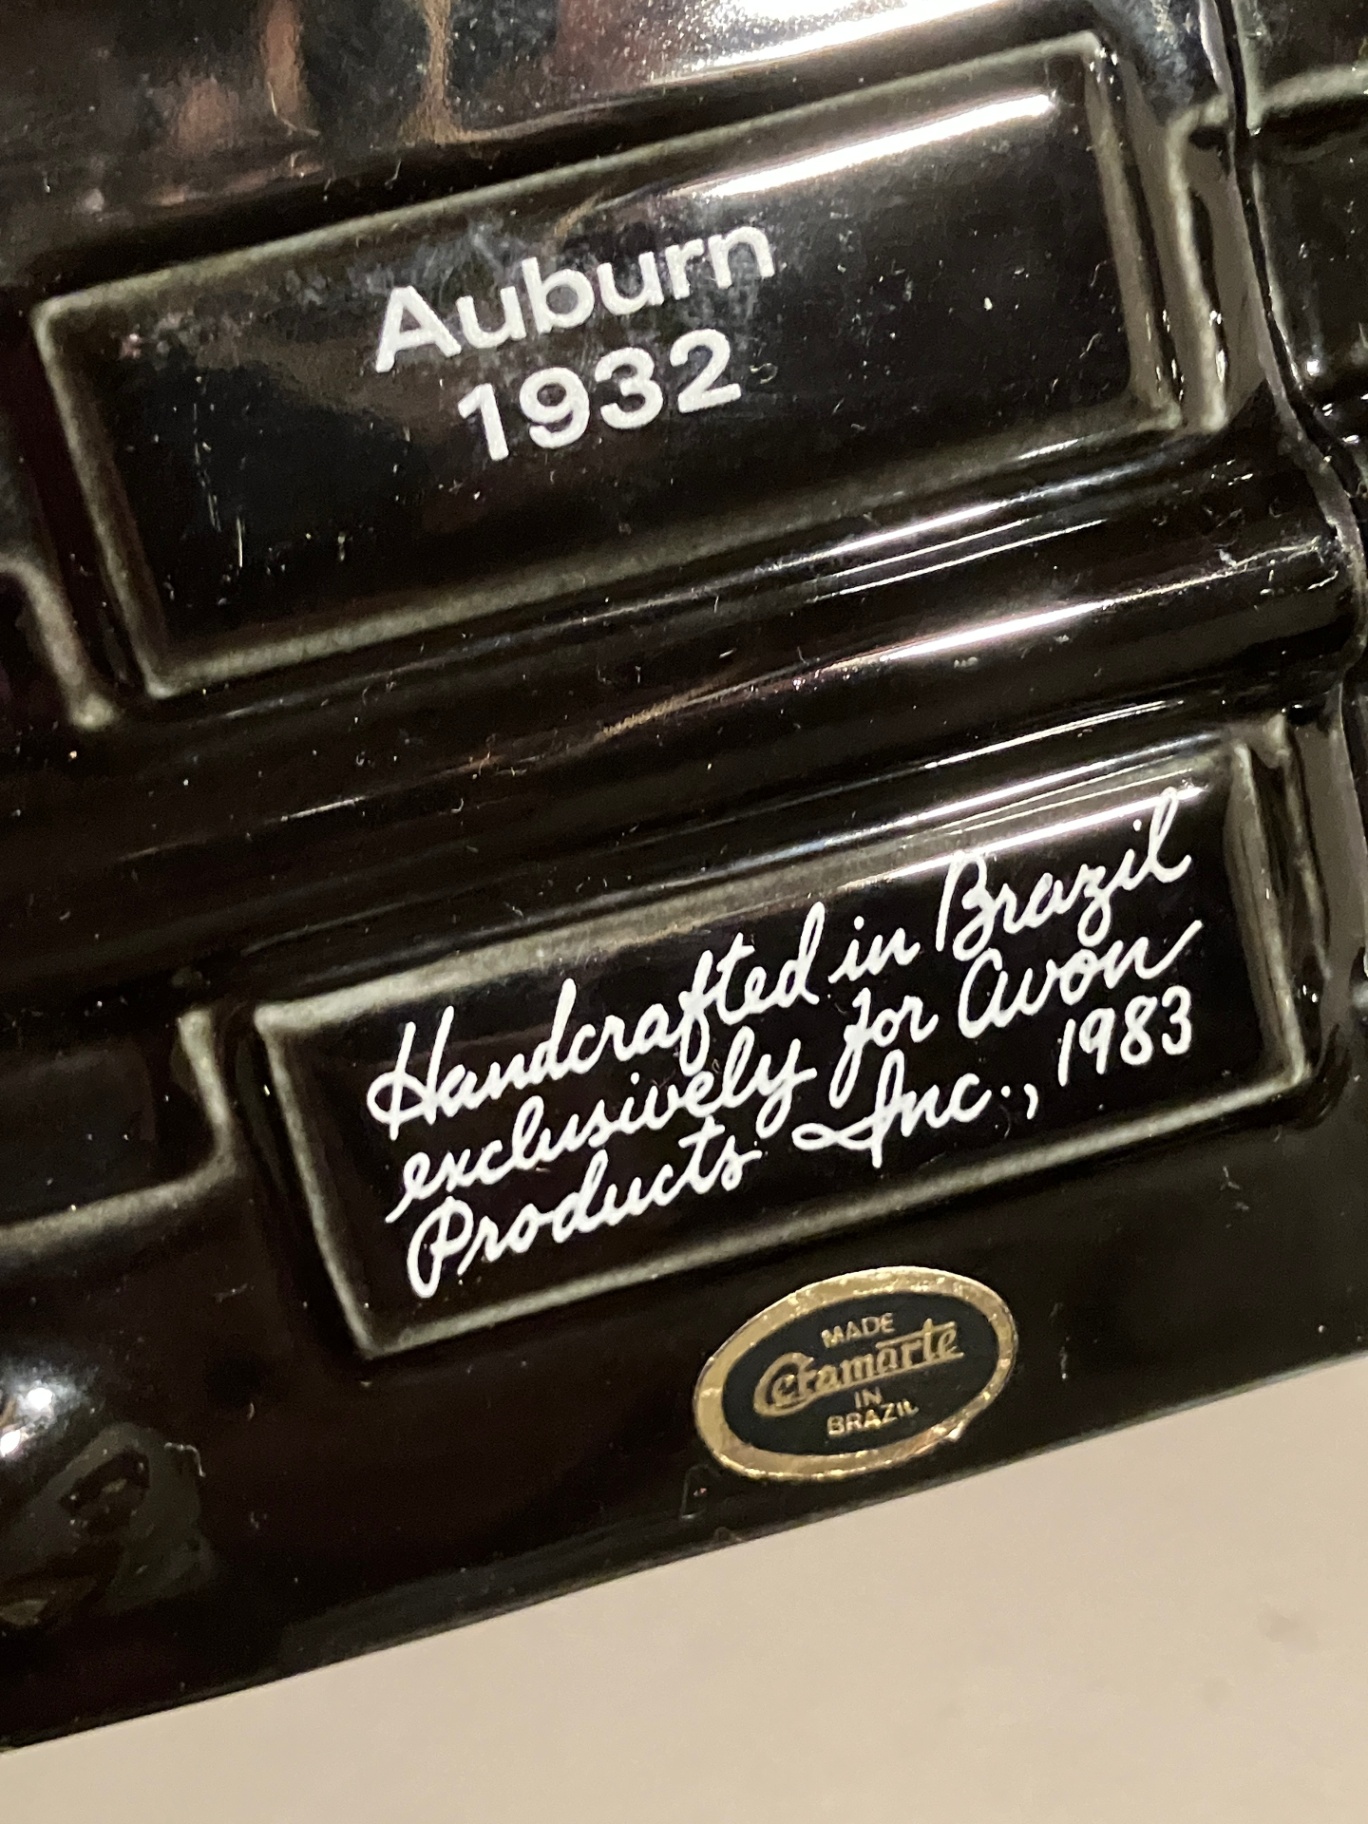 Auburn
1932
Handcrafted in Brazil
exclusively for Avon
Products Inc., 1983
MADE
Ceramarte
IN
BRAZIL